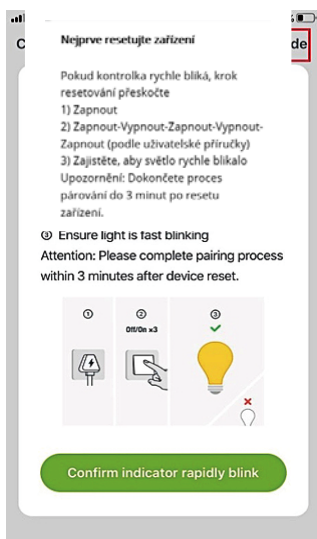 C
de
Nejprve resetujte zařízení
Pokud kontrolka rychle bliká, krok
resetování přeskočte
1) Zapnout
2) Zapnout-Vypnout-Zapnout-Vypnout-
Zapnout (podle uživatelské příručky)
3) Zajistěte, aby světlo rychle blikalo
Upozornění: Dokončete proces
párování do 3 minut po resetu
zařízení.
③ Ensure light is fast blinking
Attention: Please complete pairing process
within 3 minutes after device reset.
① ② ③
Off/On ×3
Confirm indicator rapidly blink